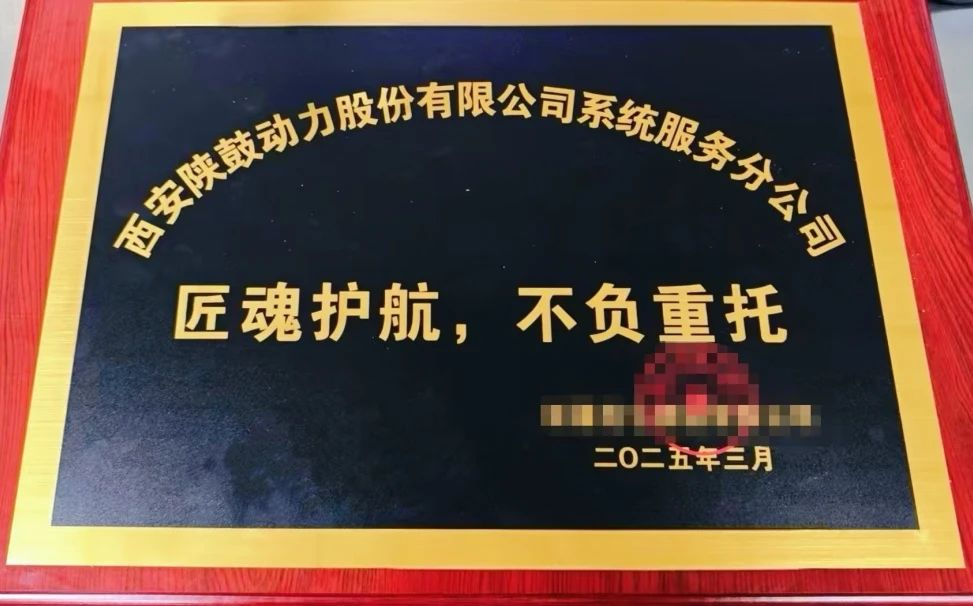 西安陕鼓动力股份有限公司系统服务分公司
匠魂护航，不负重托
二〇二五年三月